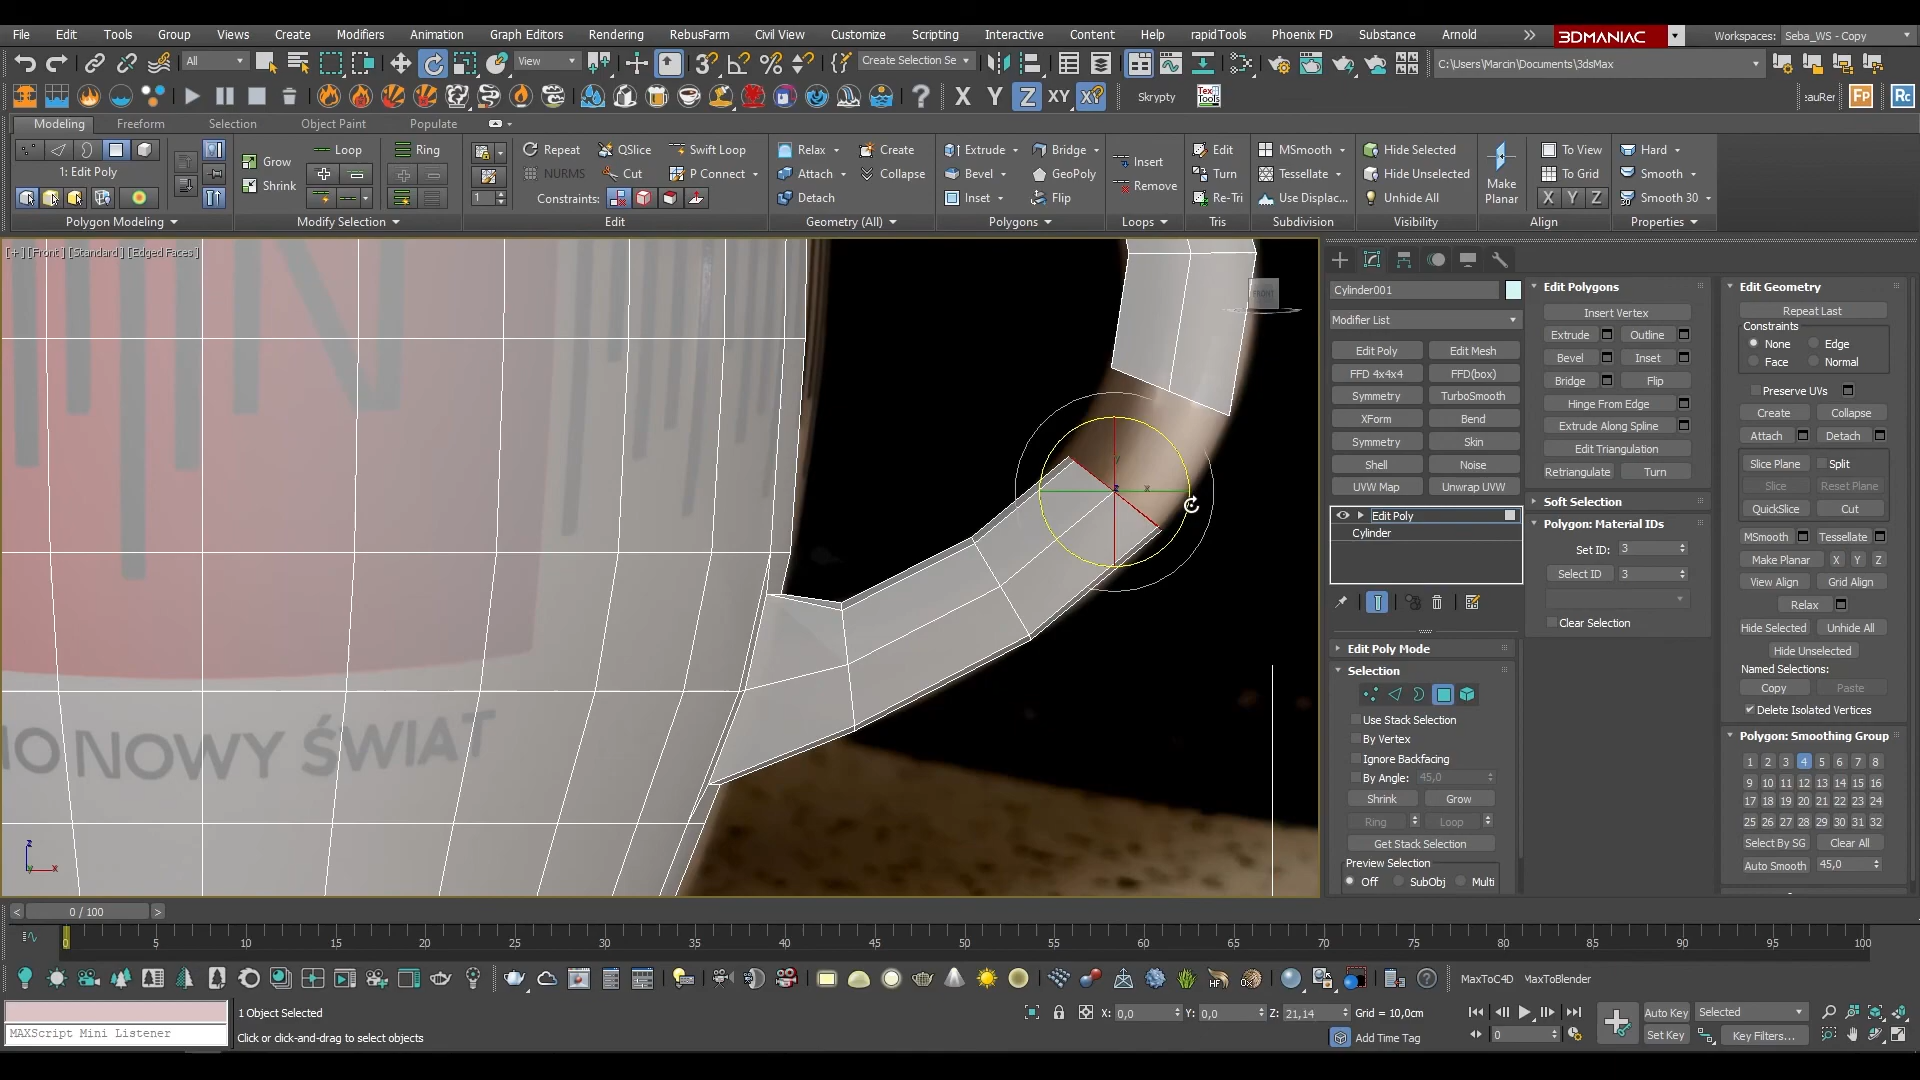 File Edit Tools Group Views Create Modifiers Animation Graph Editors Rendering RebusFarm Civil View Customize Scripting Interactive Content Help rapidTools Phoenix FD Substance Arnold 3DMANIAC Workspaces: Seba_WS - Copy
All View Create Selection Se C:\Users\Marcin\Documents\3dsMax
X Y Z XY Skrypty Fp Rc
Modeling Freeform Selection Object Paint Populate
Loop Ring Repeat QSlice Swift Loop Relax Create Extrude Bridge Edit MSmooth Hide Selected To View Hard
1: Edit Poly Grow Insert
NURMS Cut P Connect Attach Collapse Bevel GeoPoly Turn Tessellate Hide Unselected To Grid Smooth
Shrink Remove Make Planar
1 Constraints: Detach Inset Flip Re-Tri Use Displac... Unhide All X Y Z Smooth 30
Polygon Modeling Modify Selection Edit Geometry (All) Polygons Loops Tris Subdivision Visibility Align Properties
[+] [Front] [Standard] [Edged Faces]
FRONT
NOWY ŚWIAT
Cylinder001
Modifier List
Edit Poly Edit Mesh
FFD 4x4x4 FFD(box)
Symmetry TurboSmooth
XForm Bend
Symmetry Skin
Shell Noise
UVW Map Unwrap UVW
Edit Poly
Cylinder
Edit Poly Mode
Selection
Use Stack Selection
By Vertex
Ignore Backfacing
By Angle: 45,0
Shrink Grow
Ring Loop
Get Stack Selection
Preview Selection
Off SubObj Multi
Edit Polygons
Insert Vertex
Extrude Outline
Bevel Inset
Bridge Flip
Hinge From Edge
Extrude Along Spline
Edit Triangulation
Retriangulate Turn
Soft Selection
Polygon: Material IDs
Set ID: 3
Select ID 3
Clear Selection
Edit Geometry
Repeat Last
Constraints
None Edge
Face Normal
Preserve UVs
Create Collapse
Attach Detach
Slice Plane Split
Slice Reset Plane
QuickSlice Cut
MSmooth Tessellate
Make Planar X Y Z
View Align Grid Align
Relax
Hide Selected Unhide All
Hide Unselected
Named Selections:
Copy Paste
Delete Isolated Vertices
Polygon: Smoothing Group
1 2 3 4 5 6 7 8
9 10 11 12 13 14 15 16
17 18 19 20 21 22 23 24
25 26 27 28 29 30 31 32
Select By SG Clear All
Auto Smooth 45,0
0 / 100
0 5 10 15 20 25 30 35 40 45 50 55 60 65 70 75 80 85 90 95 100
MaxToC4D MaxToBlender
1 Object Selected X: 0,0 Y: 0,0 Z: 21,14 Grid = 10,0cm Auto Key Selected
MAXScript Mini Listener Click or click-and-drag to select objects Add Time Tag 0 Set Key Key Filters...